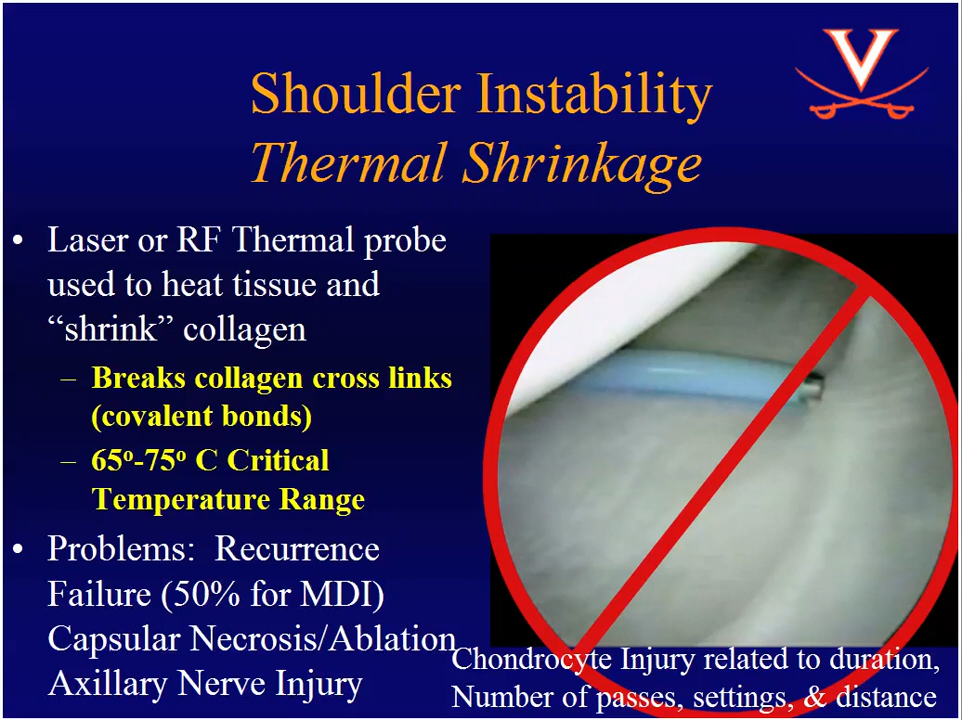 Shoulder Instability
Thermal Shrinkage
• Laser or RF Thermal probe
used to heat tissue and
“shrink” collagen
– Breaks collagen cross links
(covalent bonds)
– 65º-75º C Critical
Temperature Range
• Problems: Recurrence
Failure (50% for MDI)
Capsular Necrosis/Ablation
Axillary Nerve Injury
Chondrocyte Injury related to duration,
Number of passes, settings, & distance
V